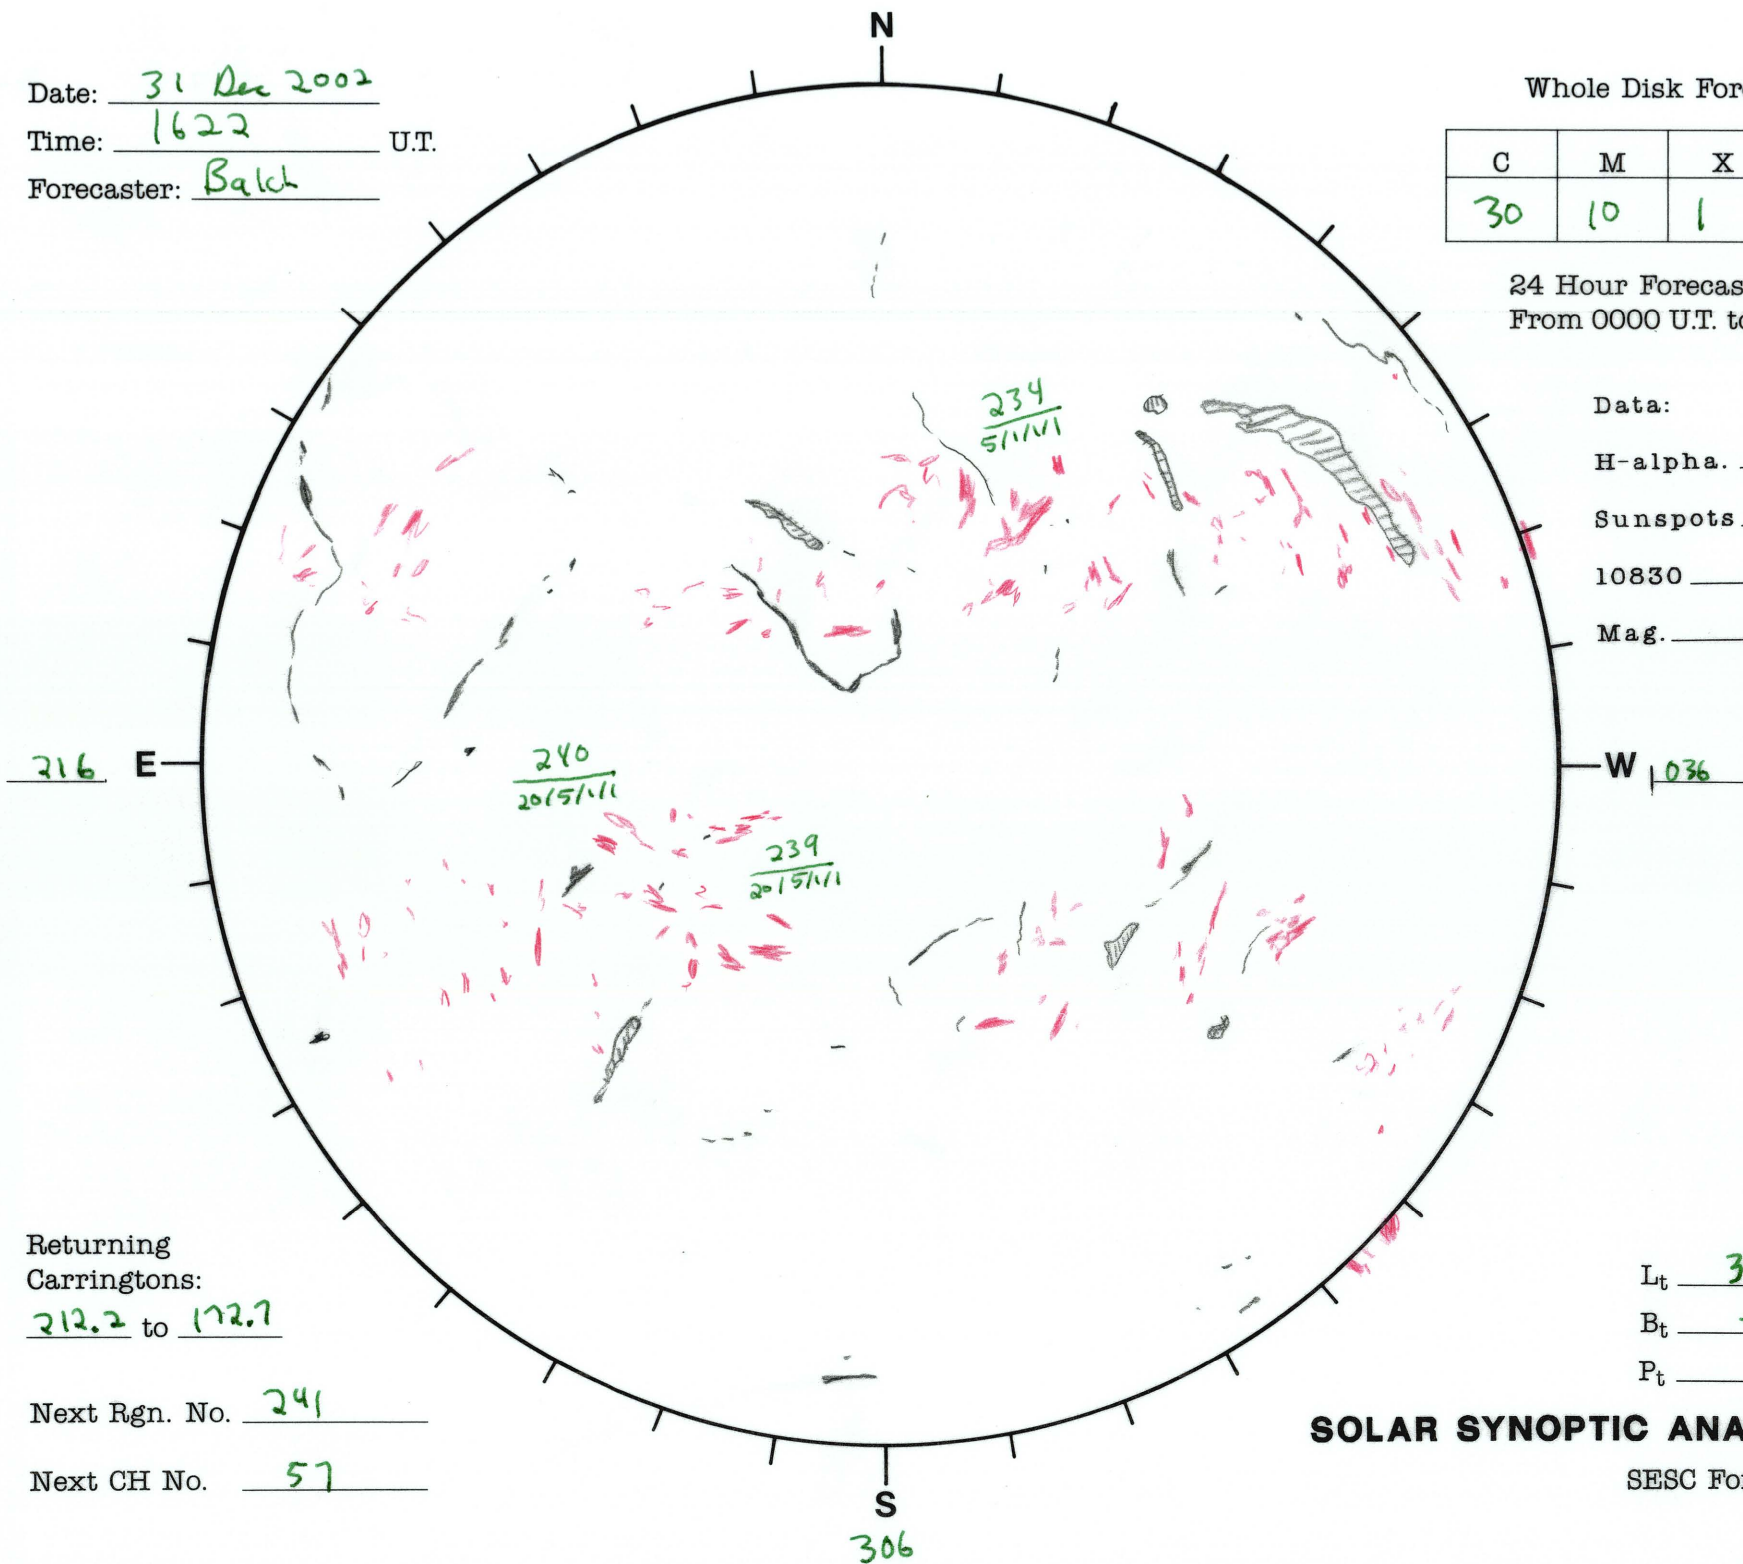 N
Date: 31 Dec 2002
Time: 1622 U.T.
Forecaster: Balch
Whole Disk Fore
C M X
30 10 1
24 Hour Forecas
From 0000 U.T. to
Data:
H-alpha.
Sunspots
10830
Mag.
234
5/1/1/1
216 E
W 036
240
20/5/1/1
239
20/5/1/1
Returning
Carringtons:
212.2 to 172.7
Next Rgn. No. 241
Next CH No. 57
Lt 3
Bt
Pt
SOLAR SYNOPTIC ANA
SESC For
S
306